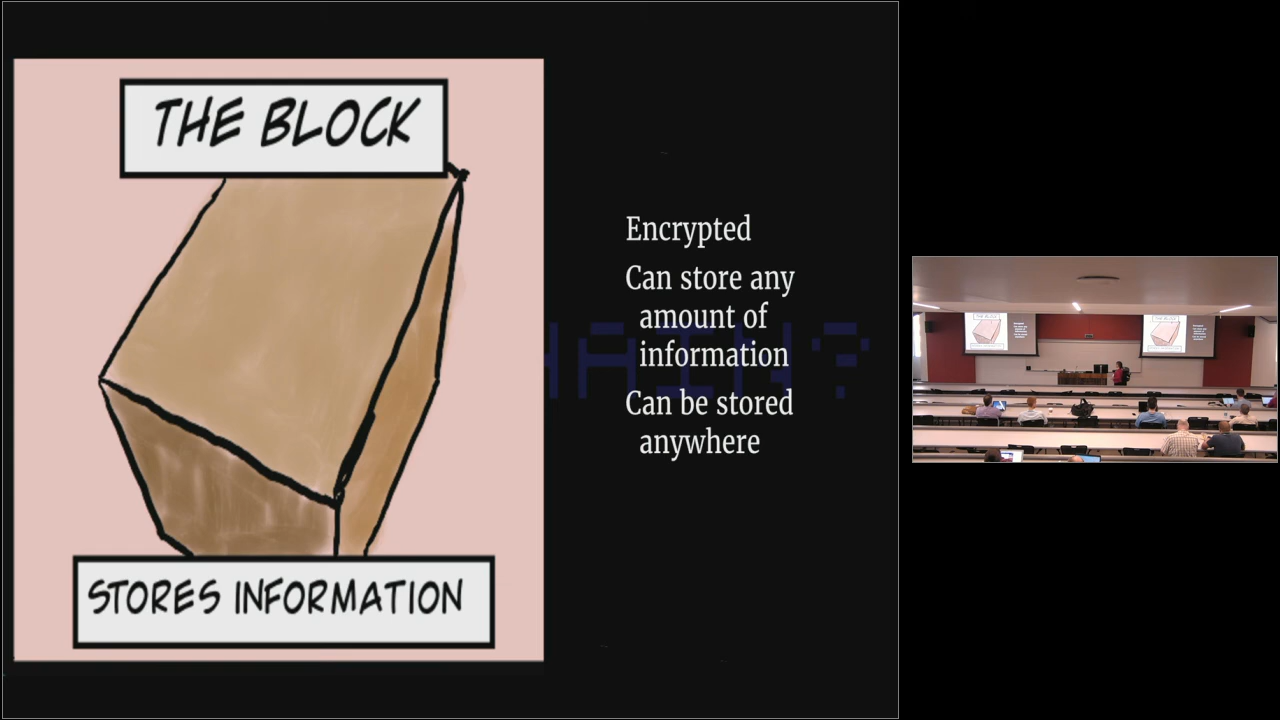 THE BLOCK
STORES INFORMATION
Encrypted
Can store any
amount of
information
Can be stored
anywhere